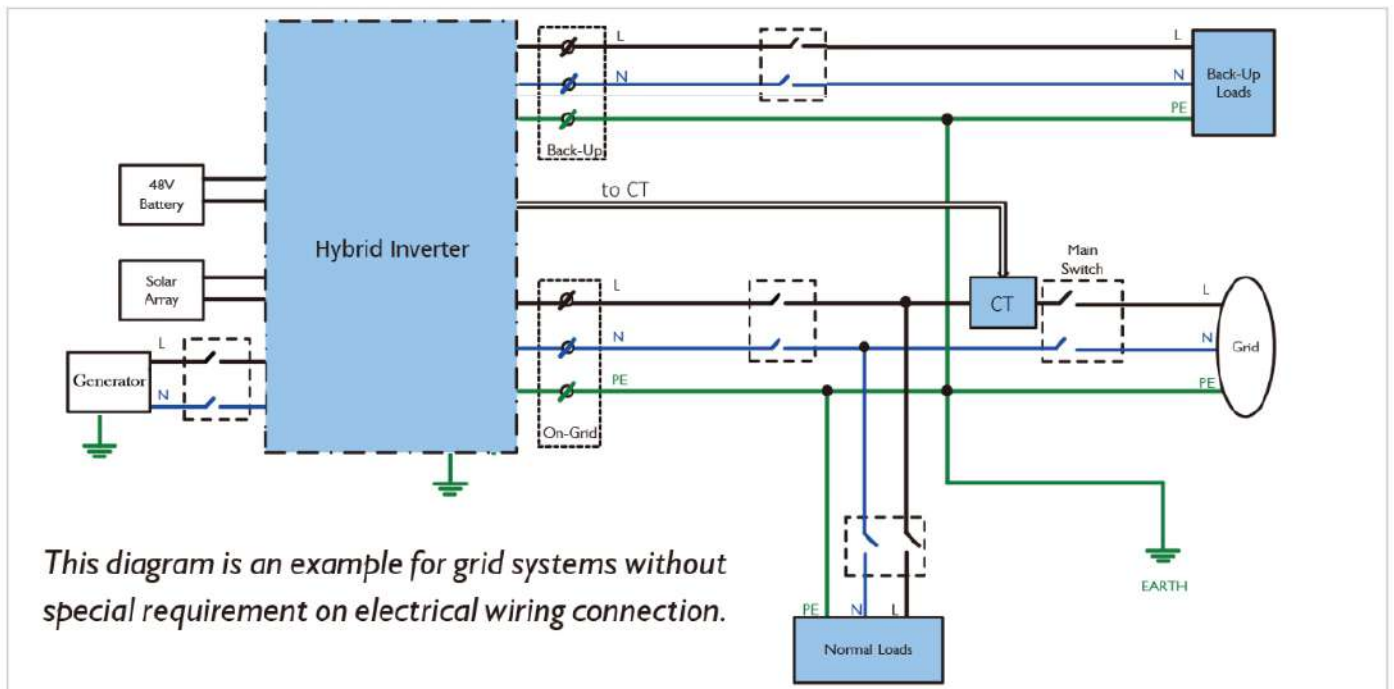 L
L
N
N
PE
Back-Up
Loads
Back-Up
to CT
48V
Battery
Hybrid Inverter
Solar
Array
Main
Switch
CT
L
L
N
N
PE
PE
Grid
On-Grid
L
N
Generator
This diagram is an example for grid systems without
special requirement on electrical wiring connection.
EARTH
PE
N
L
Normal Loads